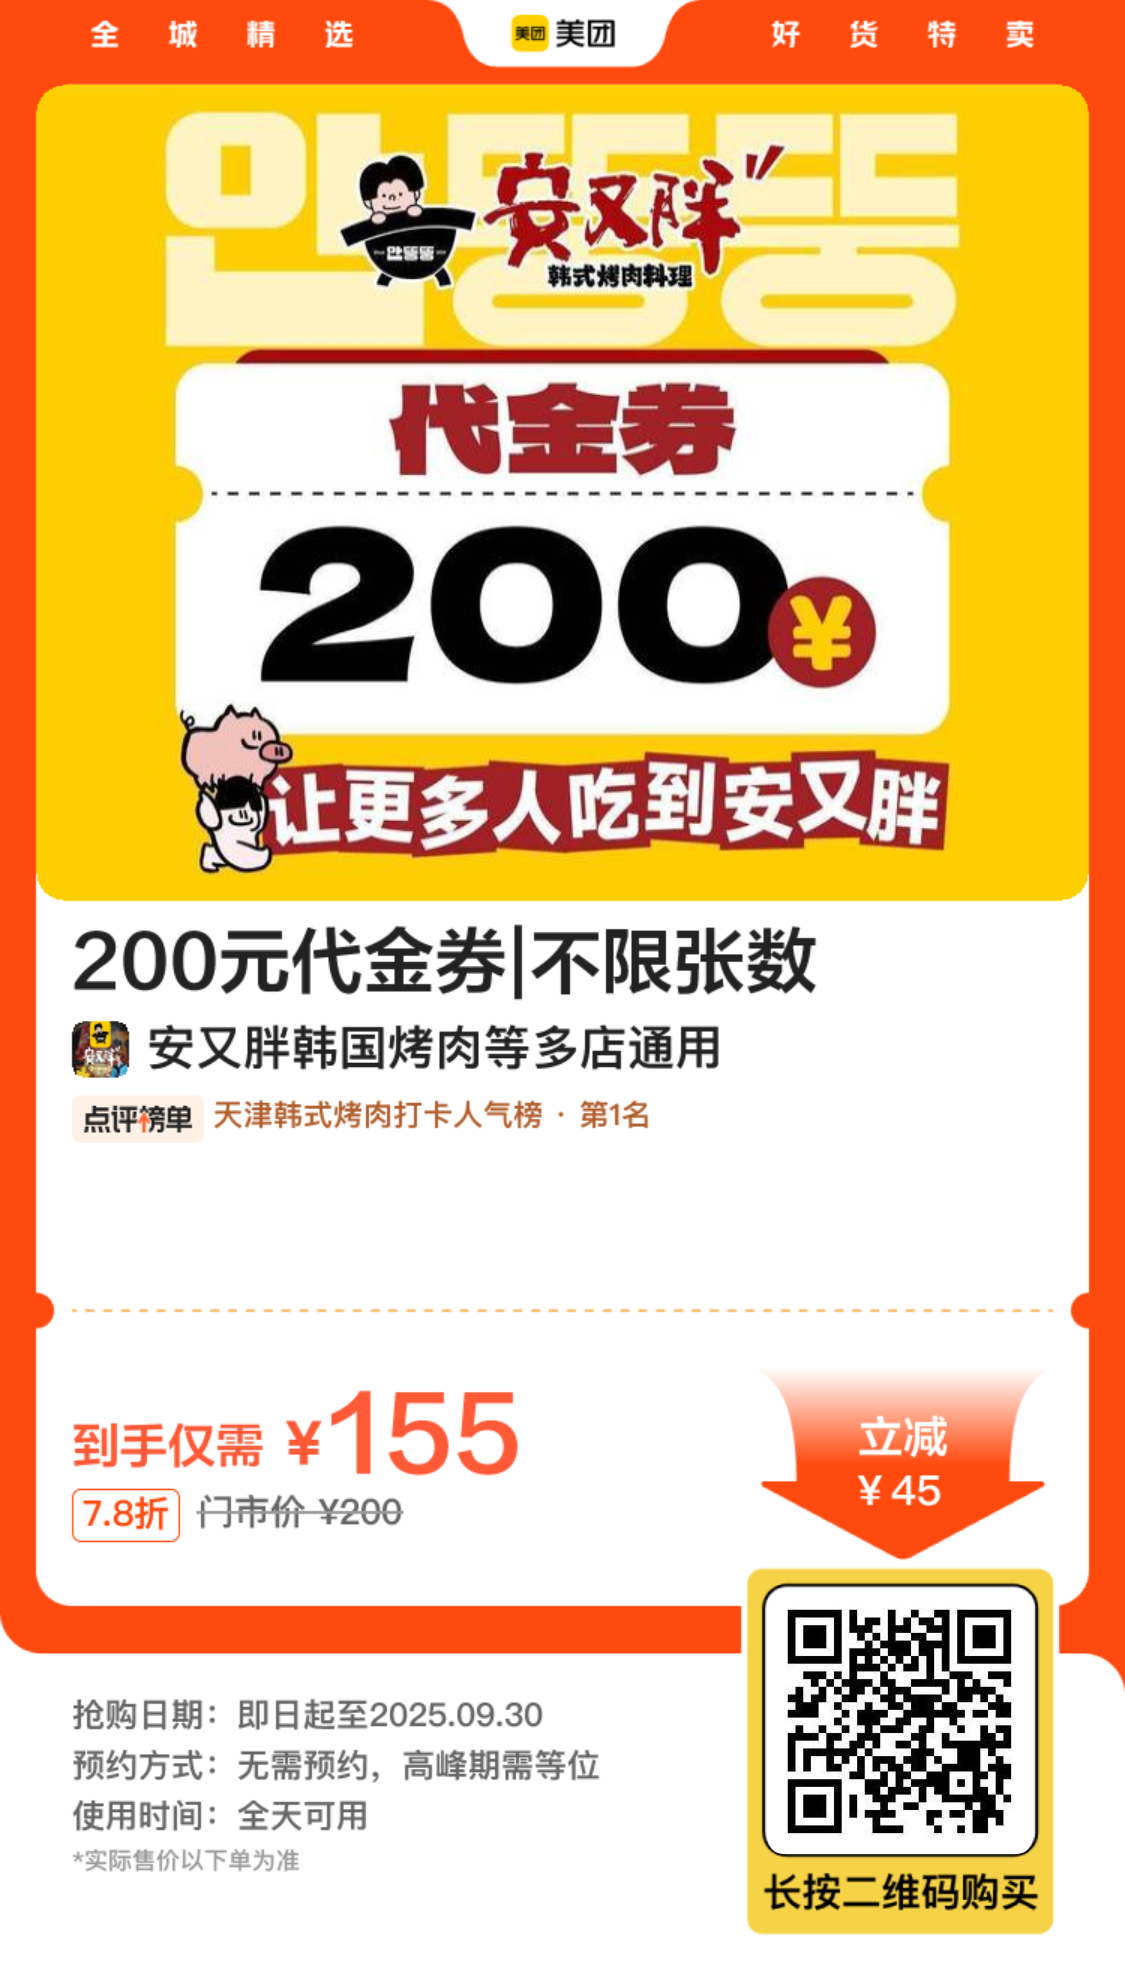 全城精选 美团 美团 好货特卖
안뚱뚱
안뚱뚱
安又胖
韩式烤肉料理
代金券
200¥
让更多人吃到安又胖
200元代金券|不限张数
安又胖
安又胖韩国烤肉等多店通用
点评榜单 天津韩式烤肉打卡人气榜 · 第1名
到手仅需 ¥155
7.8折 门市价 ¥200
立减
¥ 45
抢购日期：即日起至2025.09.30
预约方式：无需预约，高峰期需等位
使用时间：全天可用
*实际售价以下单为准
长按二维码购买